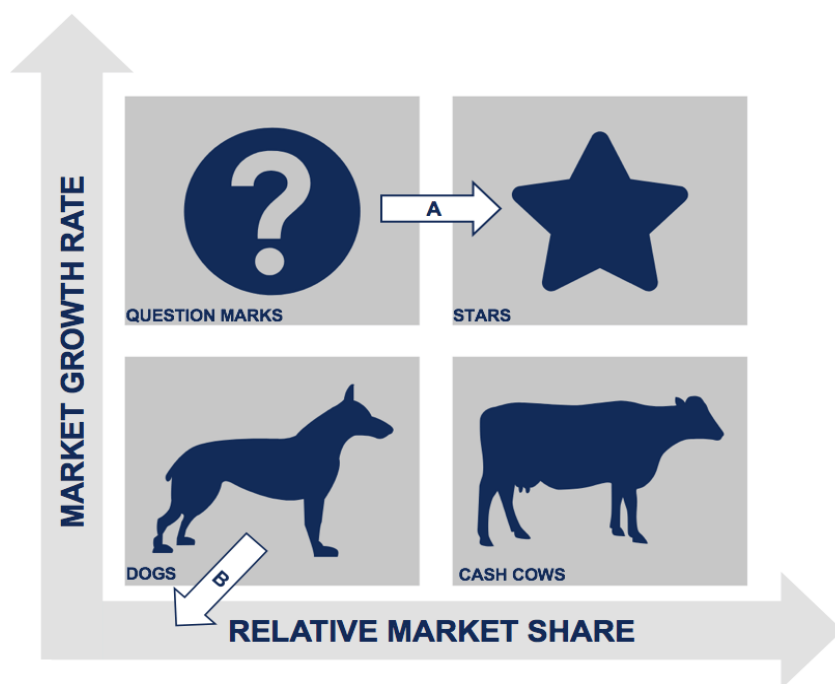 MARKET GROWTH RATE
?
A
QUESTION MARKS
STARS
B
DOGS
CASH COWS
RELATIVE MARKET SHARE